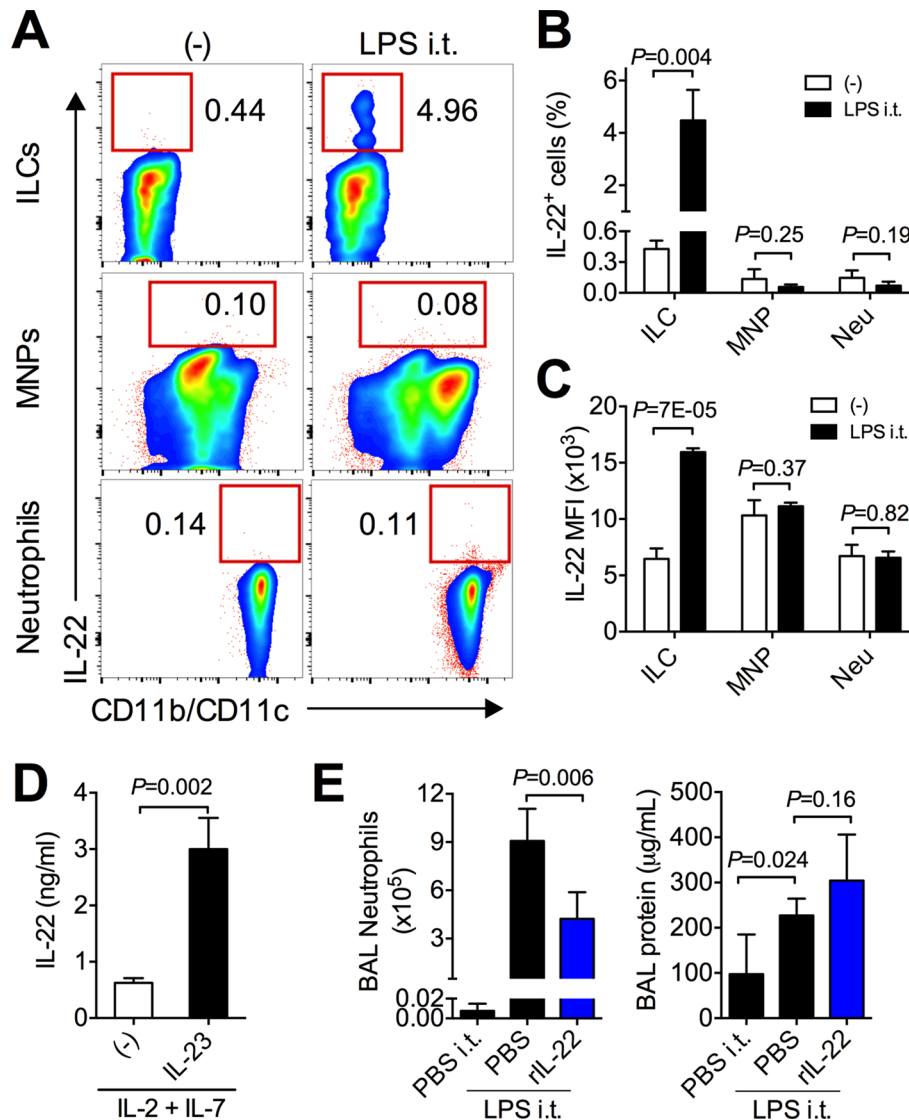 A
(-)
LPS i.t.
ILCs
0.44
4.96
MNPs
0.10
0.08
Neutrophils
0.14
0.11
IL-22
CD11b/CD11c
B
P=0.004
(-)
LPS i.t.
IL-22+ cells (%)
6
4
2
0.6
0.3
0.0
P=0.25
P=0.19
ILC
MNP
Neu
C
(-)
LPS i.t.
IL-22 MFI (x10³)
20
15
10
5
0
P=7E-05
P=0.37
P=0.82
ILC
MNP
Neu
D
P=0.002
IL-22 (ng/ml)
4
3
2
1
0
(-)
IL-23
IL-2 + IL-7
E
P=0.006
BAL Neutrophils
(x10⁵)
12
9
6
3
0.02
0.00
PBS i.t.
PBS
rIL-22
LPS i.t.
BAL protein (µg/mL)
500
400
300
200
100
0
P=0.024
P=0.16
PBS i.t.
PBS
rIL-22
LPS i.t.